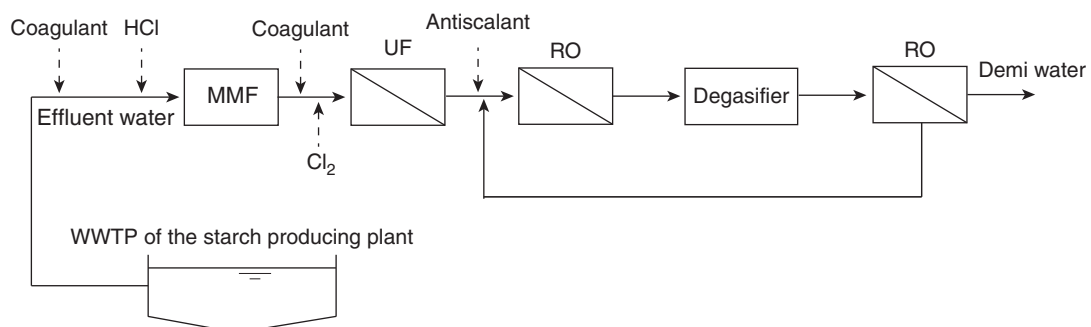 Coagulant
HCl
Coagulant
Antiscalant
UF
RO
RO
Demi water
MMF
Degasifier
Effluent water
Cl₂
WWTP of the starch producing plant